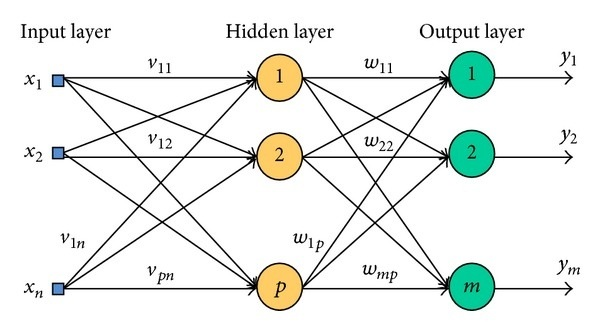 Input layer Hidden layer Output layer
x₁ v₁₁ 1 w₁₁ 1 y₁
x₂ v₁₂ 2 w₂₂ 2 y₂
v₁ₙ w₁ₚ
xₙ vₚₙ p wₘₚ m yₘ